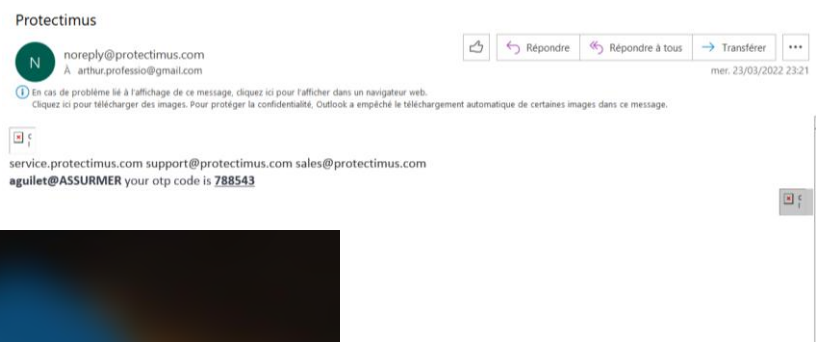 Protectimus
N
noreply@protectimus.com
À arthur.professio@gmail.com
Répondre
Répondre à tous
Transférer
mer. 23/03/2022 23:21
En cas de problème lié à l'affichage de ce message, cliquez ici pour l'afficher dans un navigateur web.
Cliquez ici pour télécharger des images. Pour protéger la confidentialité, Outlook a empêché le téléchargement automatique de certaines images dans ce message.
service.protectimus.com support@protectimus.com sales@protectimus.com
aguilet@ASSURMER your otp code is 788543